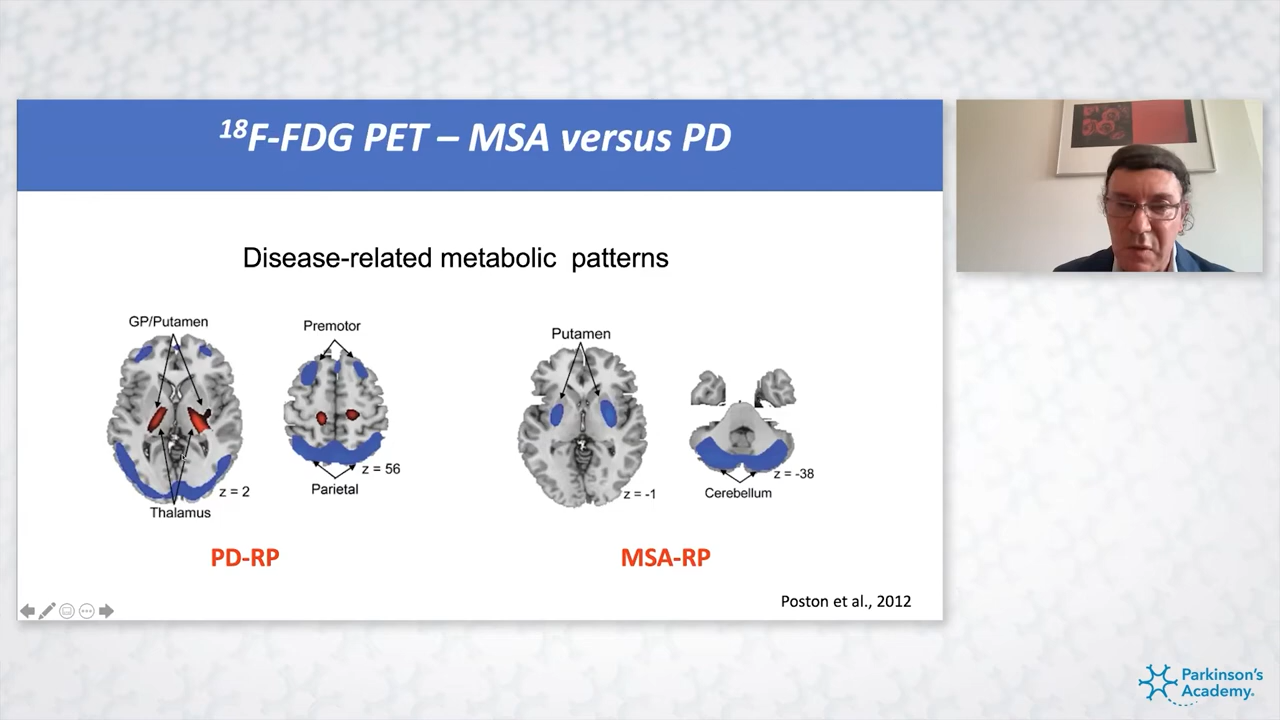 ¹⁸F-FDG PET – MSA versus PD
Disease-related metabolic patterns
GP/Putamen
Premotor
z = 56
Parietal
z = 2
Thalamus
Putamen
z = -1
z = -38
Cerebellum
PD-RP
MSA-RP
Poston et al., 2012
Parkinson's
Academy.